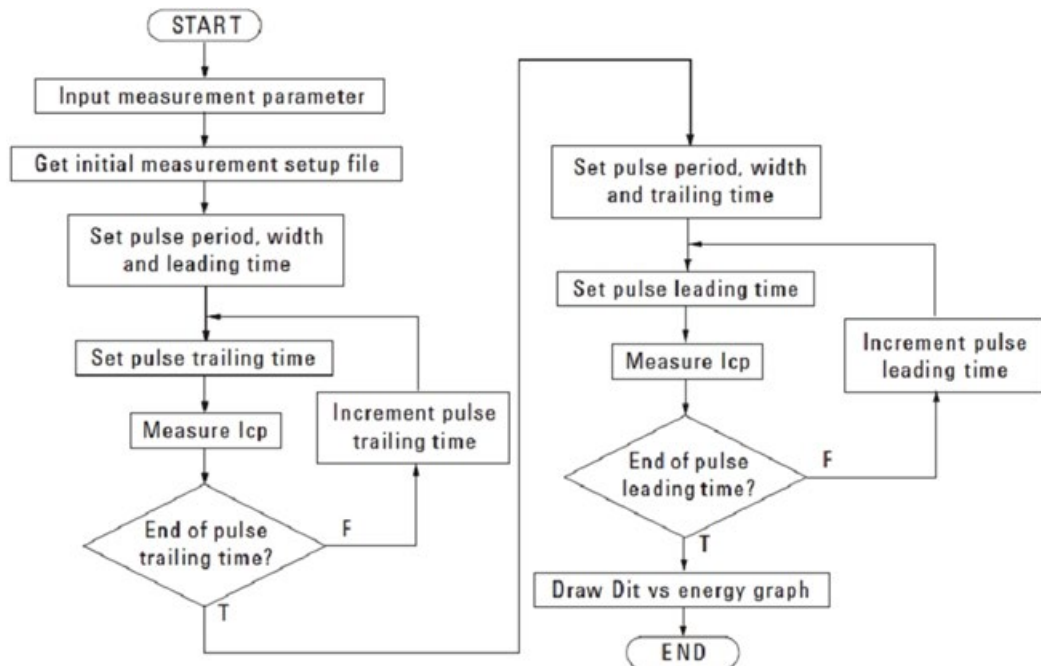 START
Input measurement parameter
Get initial measurement setup file
Set pulse period, width
and leading time
Set pulse trailing time
Measure Icp
Increment pulse
trailing time
End of pulse
trailing time?
F
T
Set pulse period, width
and trailing time
Set pulse leading time
Measure Icp
Increment pulse
leading time
End of pulse
leading time?
F
T
Draw Dit vs energy graph
END